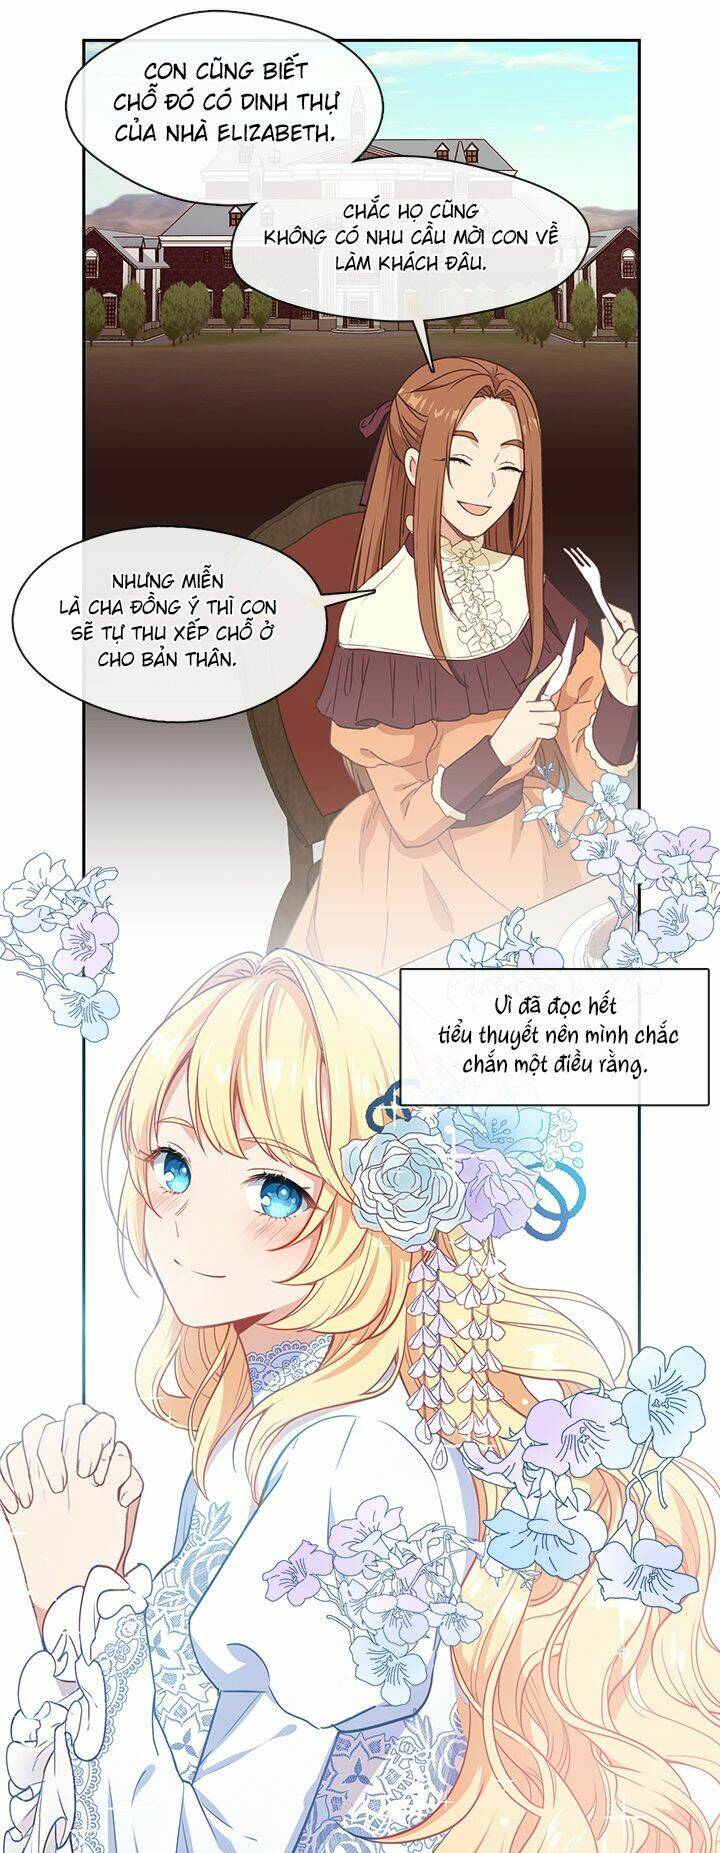 CON CŨNG BIẾT
CHỖ ĐÓ CÓ DINH THỰ
CỦA NHÀ ELIZABETH.
CHẮC HỌ CŨNG
KHÔNG CÓ NHU CẦU MỜI CON VỀ
LÀM KHÁCH ĐÂU.
NHƯNG MIỄN
LÀ CHA ĐỒNG Ý THÌ CON
SẼ TỰ THU XẾP CHỖ Ở
CHO BẢN THÂN.
Vì đã đọc hết
tiểu thuyết nên mình chắc
chắn một điều rằng.